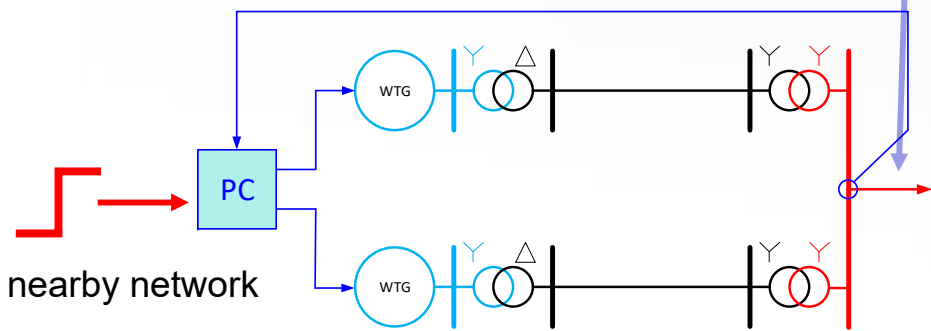 Y Δ Y Y
WTG
PC
nearby network
Y Δ Y Y
WTG